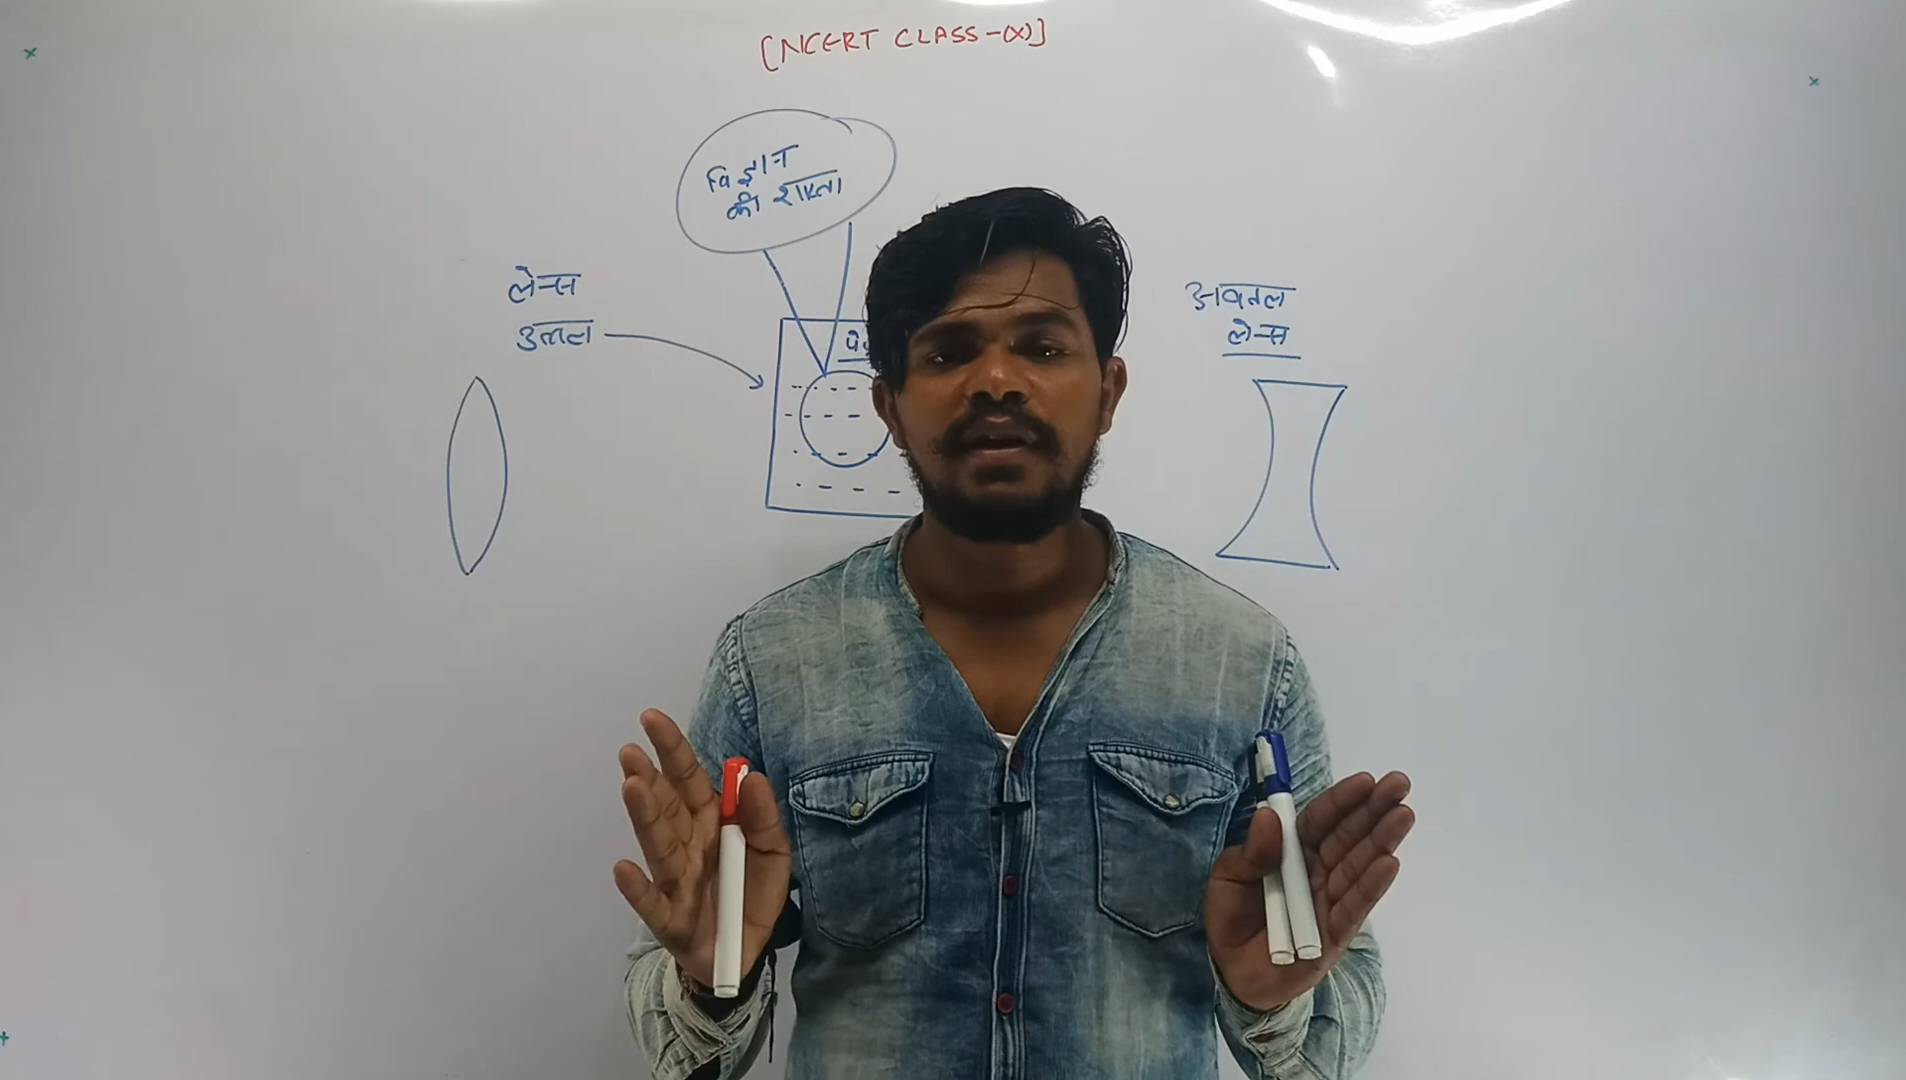 [NCERT CLASS-(X)]
विज्ञान
की शाखा
लेन्स
उत्तल
अवतल
लेन्स